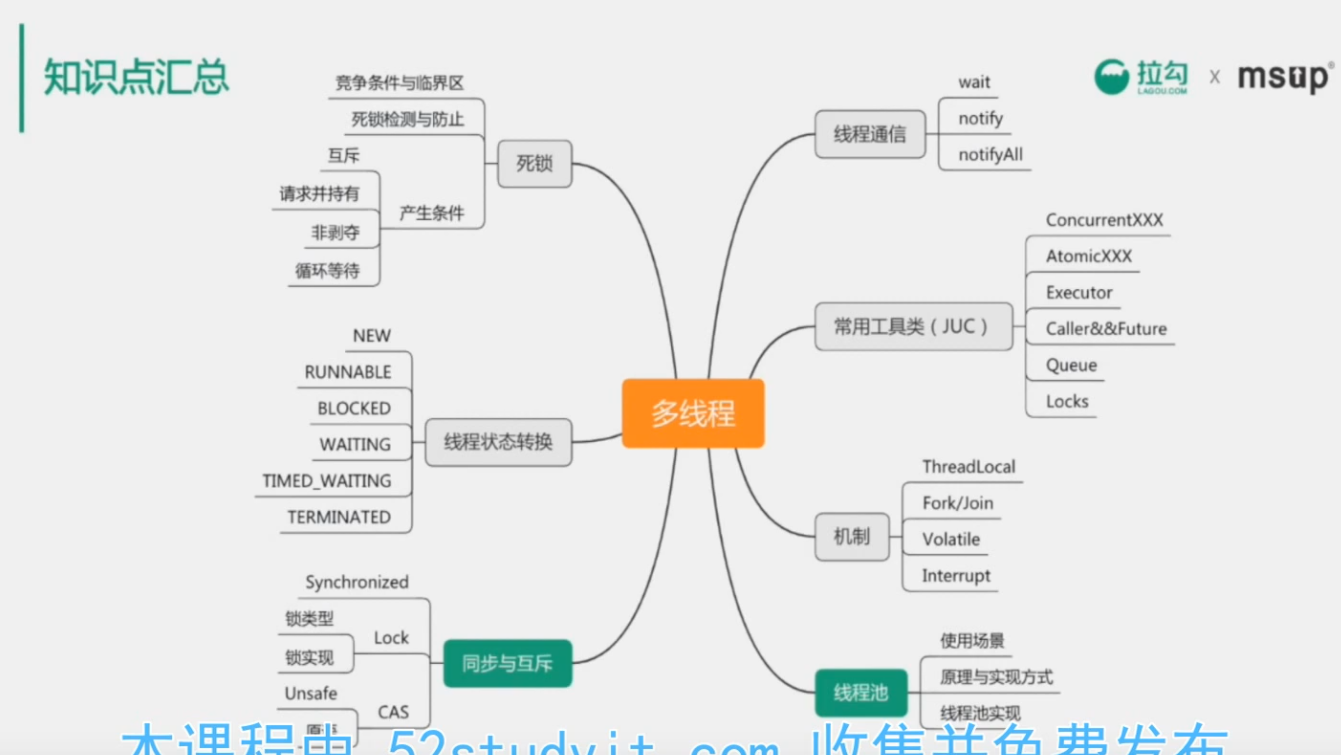 知识点汇总
拉勾
LAGOU.COM
X
msup®
竞争条件与临界区
死锁检测与防止
互斥
请求并持有
非剥夺
循环等待
产生条件
死锁
NEW
RUNNABLE
BLOCKED
WAITING
TIMED_WAITING
TERMINATED
线程状态转换
Synchronized
锁类型
锁实现
Lock
Unsafe
CAS
同步与互斥
多线程
线程通信
wait
notify
notifyAll
常用工具类（JUC）
ConcurrentXXX
AtomicXXX
Executor
Caller&&Future
Queue
Locks
机制
ThreadLocal
Fork/Join
Volatile
Interrupt
线程池
使用场景
原理与实现方式
线程池实现
本课程由 52studyit.com 收集并免费发布